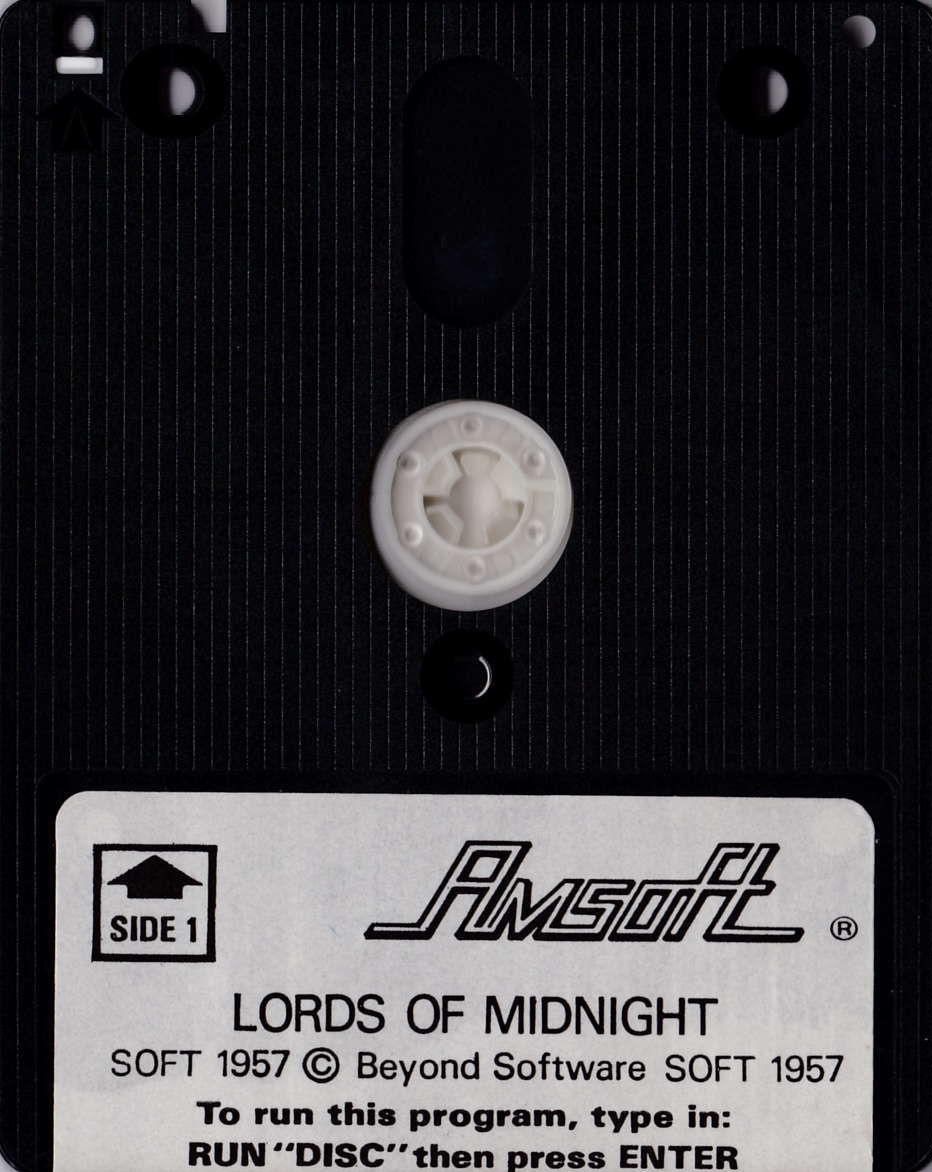 SIDE 1
Amsoft ®
LORDS OF MIDNIGHT
SOFT 1957 © Beyond Software SOFT 1957
To run this program, type in:
RUN “DISC” then press ENTER